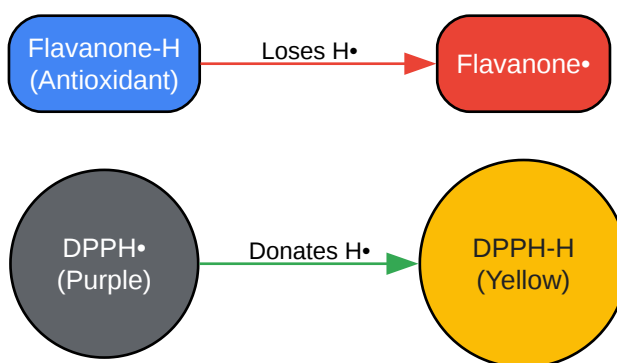 Flavanone-H
(Antioxidant)
Loses H•
Flavanone•
DPPH•
(Purple)
Donates H•
DPPH-H
(Yellow)